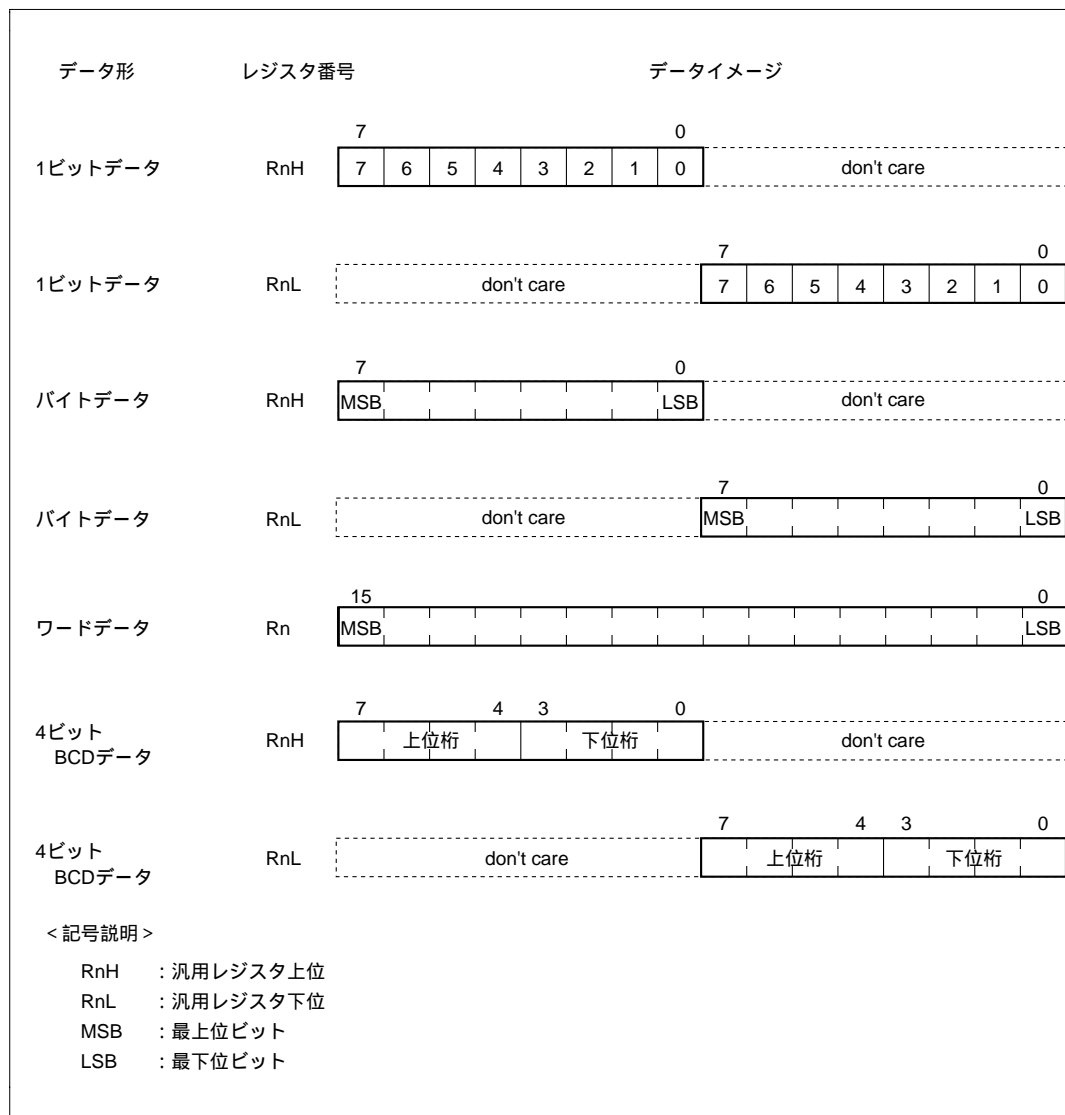 データ形 レジスタ番号 データイメージ
7 0
1ビットデータ RnH 7 6 5 4 3 2 1 0 don't care
7 0
1ビットデータ RnL don't care 7 6 5 4 3 2 1 0
7 0
バイトデータ RnH MSB LSB don't care
7 0
バイトデータ RnL don't care MSB LSB
15 0
ワードデータ Rn MSB LSB
7 4 3 0
4ビット
BCDデータ RnH 上位桁 下位桁 don't care
7 4 3 0
4ビット
BCDデータ RnL don't care 上位桁 下位桁
<記号説明>
RnH :汎用レジスタ上位
RnL :汎用レジスタ下位
MSB :最上位ビット
LSB :最下位ビット